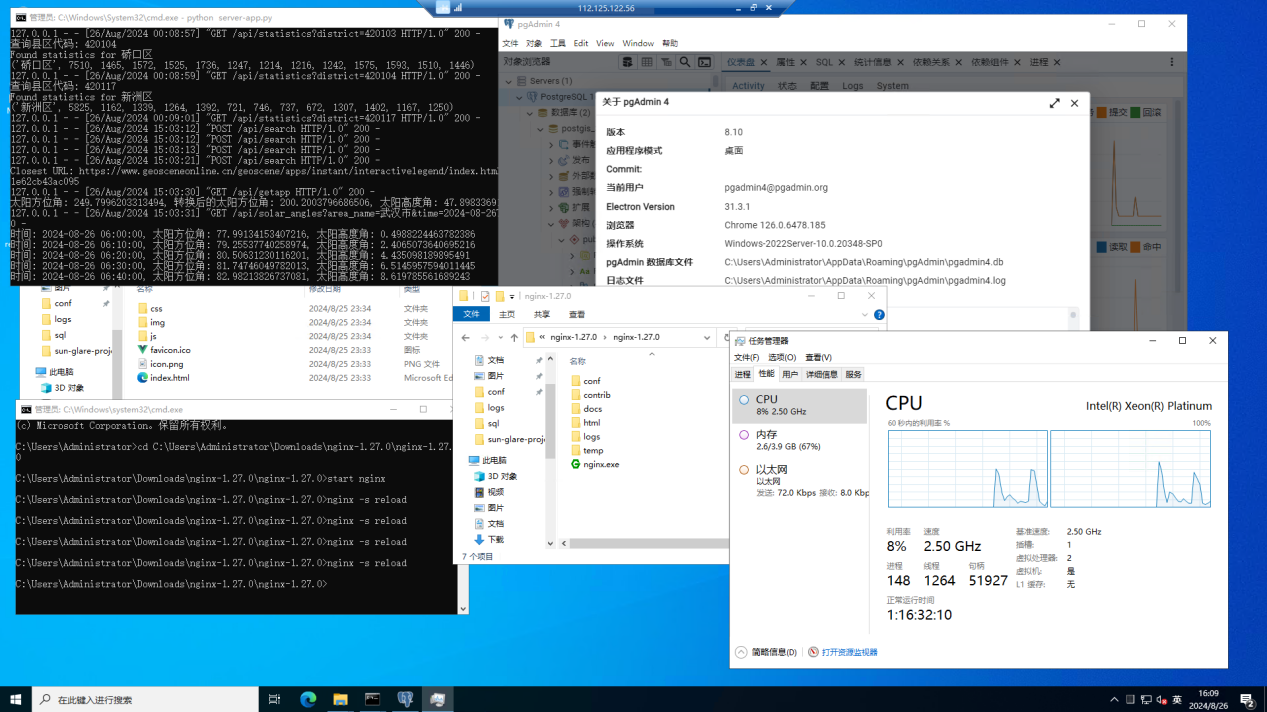 112.125.122.56
管理员: C:\Windows\System32\cmd.exe - python server-app.py
127.0.0.1 - - [26/Aug/2024 00:08:57] "GET /api/statistics?district=420103 HTTP/1.0" 200 -
查询县区代码: 420104
Found statistics for 硚口区
('硚口区', 7510, 1465, 1572, 1525, 1736, 1247, 1214, 1216, 1242, 1575, 1593, 1510, 1446)
127.0.0.1 - - [26/Aug/2024 00:08:59] "GET /api/statistics?district=420104 HTTP/1.0" 200 -
查询县区代码: 420117
Found statistics for 新洲区
('新洲区', 5825, 1162, 1339, 1264, 1392, 721, 746, 737, 672, 1307, 1402, 1167, 1250)
127.0.0.1 - - [26/Aug/2024 00:09:01] "GET /api/statistics?district=420117 HTTP/1.0" 200 -
127.0.0.1 - - [26/Aug/2024 15:03:12] "POST /api/search HTTP/1.0" 200 -
127.0.0.1 - - [26/Aug/2024 15:03:12] "POST /api/search HTTP/1.0" 200 -
127.0.0.1 - - [26/Aug/2024 15:03:13] "POST /api/search HTTP/1.0" 200 -
127.0.0.1 - - [26/Aug/2024 15:03:21] "POST /api/search HTTP/1.0" 200 -
Closest URL: https://www.geosceneonline.cn/geoscene/apps/instant/interactivelegend/index.htm
1e62cb43ac095
127.0.0.1 - - [26/Aug/2024 15:03:30] "GET /api/getapp HTTP/1.0" 200 -
太阳方位角: 249.7996203313494, 转换后的太阳方位角: 200.2003796686506, 太阳高度角: 47.8983369
127.0.0.1 - - [26/Aug/2024 15:03:31] "GET /api/solar_angles?area_name=武汉市&time=2024-08-26
0 -
时间: 2024-08-26 06:00:00, 太阳方位角: 77.99134153407216, 太阳高度角: 0.4988224463782386
时间: 2024-08-26 06:10:00, 太阳方位角: 79.25537740258974, 太阳高度角: 2.4065073640695216
时间: 2024-08-26 06:20:00, 太阳方位角: 80.50631230116201, 太阳高度角: 4.435098189895491
时间: 2024-08-26 06:30:00, 太阳方位角: 81.74746049782013, 太阳高度角: 6.5145957594011445
时间: 2024-08-26 06:40:00, 太阳方位角: 82.98213826737081, 太阳高度角: 8.619785561689243
pgAdmin 4
文件 对象 工具 Edit View Window 帮助
对象浏览器
仪表盘 属性 SQL 统计信息 依赖关系 依赖组件 进程
Servers (1)
PostgreSQL 1
数据库 (2)
postgis_
事件触
发布
外部数
强制转
扩展
架构
pub
Aa
Activity 状态 配置 Logs System
提交 回滚
读取 命中
关于 pgAdmin 4
版本 8.10
应用程序模式 桌面
Commit:
当前用户 pgadmin4@pgadmin.org
Electron Version 31.3.1
浏览器 Chrome 126.0.6478.185
操作系统 Windows-2022Server-10.0.20348-SP0
pgAdmin 数据库文件 C:\Users\Administrator\AppData\Roaming\pgAdmin\pgadmin4.db
日志文件 C:\Users\Administrator\AppData\Roaming\pgAdmin\pgadmin4.log
图片
conf
logs
sql
sun-glare-proj
此电脑
3D 对象
名称 修改日期 类型
css 2024/8/25 23:34 文件夹
img 2024/8/25 23:34 文件夹
js 2024/8/25 23:34 文件夹
favicon.ico 2024/8/25 23:33 图标
icon.png 2024/8/25 23:33 PNG 文件
index.html 2024/8/25 23:33 Microsoft Ed
管理员: C:\Windows\system32\cmd.exe
(c) Microsoft Corporation。保留所有权利。
C:\Users\Administrator>cd C:\Users\Administrator\Downloads\nginx-1.27.0\nginx-1.27.
0
C:\Users\Administrator\Downloads\nginx-1.27.0\nginx-1.27.0>start nginx
C:\Users\Administrator\Downloads\nginx-1.27.0\nginx-1.27.0>nginx -s reload
C:\Users\Administrator\Downloads\nginx-1.27.0\nginx-1.27.0>nginx -s reload
C:\Users\Administrator\Downloads\nginx-1.27.0\nginx-1.27.0>nginx -s reload
C:\Users\Administrator\Downloads\nginx-1.27.0\nginx-1.27.0>nginx -s reload
C:\Users\Administrator\Downloads\nginx-1.27.0\nginx-1.27.0>
nginx-1.27.0
文件 主页 共享 查看
« nginx-1.27.0 › nginx-1.27.0
文档
图片
conf
logs
sql
sun-glare-proj
此电脑
3D 对象
视频
图片
文档
下载
名称
conf
contrib
docs
html
logs
temp
nginx.exe
7 个项目
任务管理器
文件(F) 选项(O) 查看(V)
进程 性能 用户 详细信息 服务
CPU
8% 2.50 GHz
内存
2.6/3.9 GB (67%)
以太网
以太网
发送: 72.0 Kbps 接收: 8.0 Kbp
CPU Intel(R) Xeon(R) Platinum
60 秒内的利用率 % 100%
利用率 速度
8% 2.50 GHz
进程 线程 句柄
148 1264 51927
正常运行时间
1:16:32:10
基准速度: 2.50 GHz
插槽: 1
虚拟处理器: 2
虚拟机: 是
L1 缓存: 无
简略信息(D) 打开资源监视器
在此键入进行搜索
英
16:09
2024/8/26
2